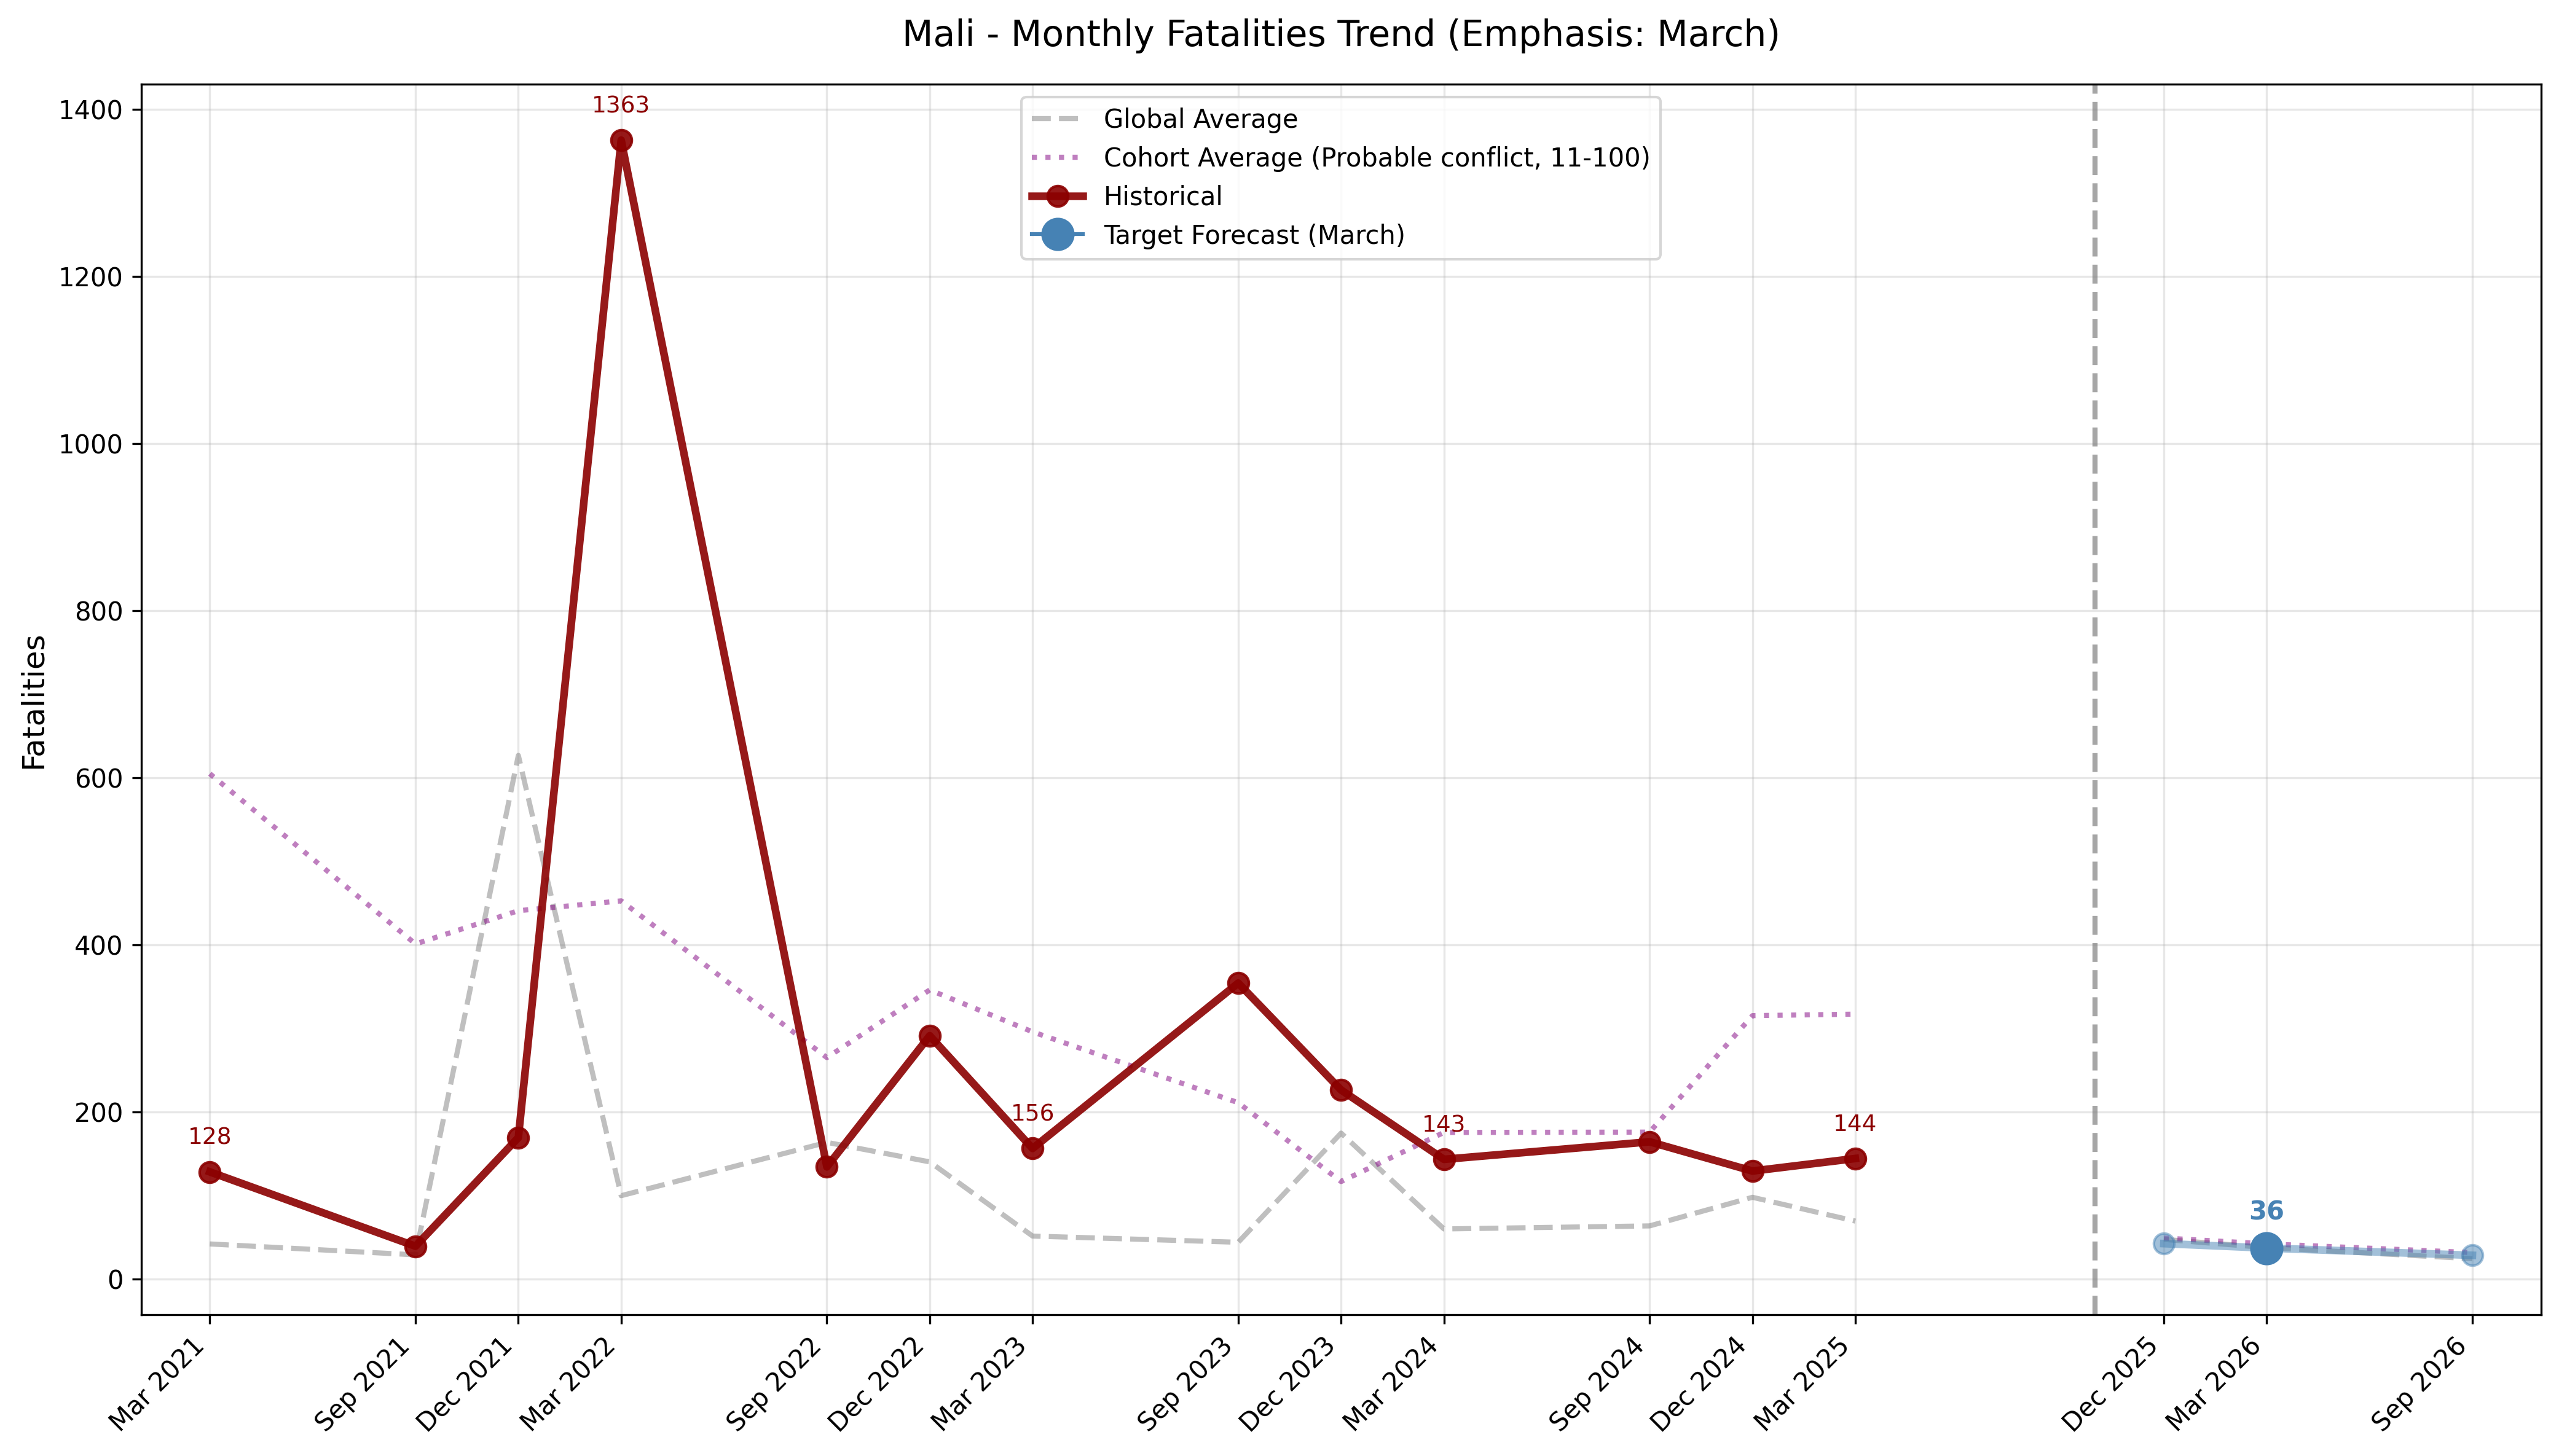 Mali - Monthly Fatalities Trend (Emphasis: March)
Global Average
Cohort Average (Probable conflict, 11-100)
Historical
Target Forecast (March)
Fatalities
1400
1200
1000
800
600
400
200
0
1363
128
156
143
144
36
Mar 2021
Sep 2021
Dec 2021
Mar 2022
Sep 2022
Dec 2022
Mar 2023
Sep 2023
Dec 2023
Mar 2024
Sep 2024
Dec 2024
Mar 2025
Dec 2025
Mar 2026
Sep 2026